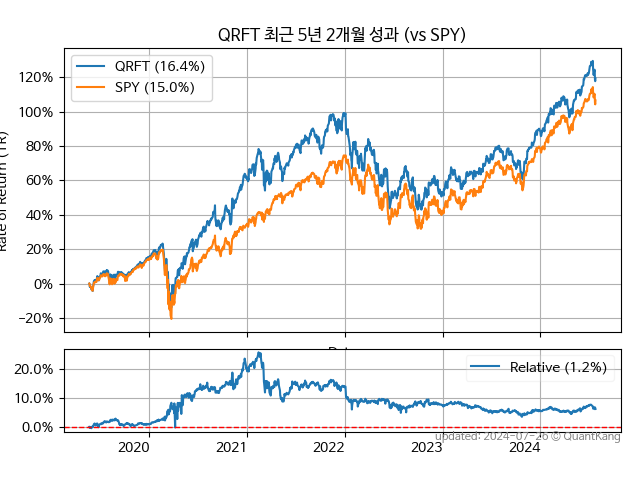 QRFT 최근 5년 2개월 성과 (vs SPY)
QRFT (16.4%)
SPY (15.0%)
120%
100%
80%
60%
40%
20%
0%
−20%
Rate of Return (TR)
20.0%
10.0%
0.0%
Relative (1.2%)
2020
2021
2022
2023
2024
updated: 2024-07-26 © QuantKang